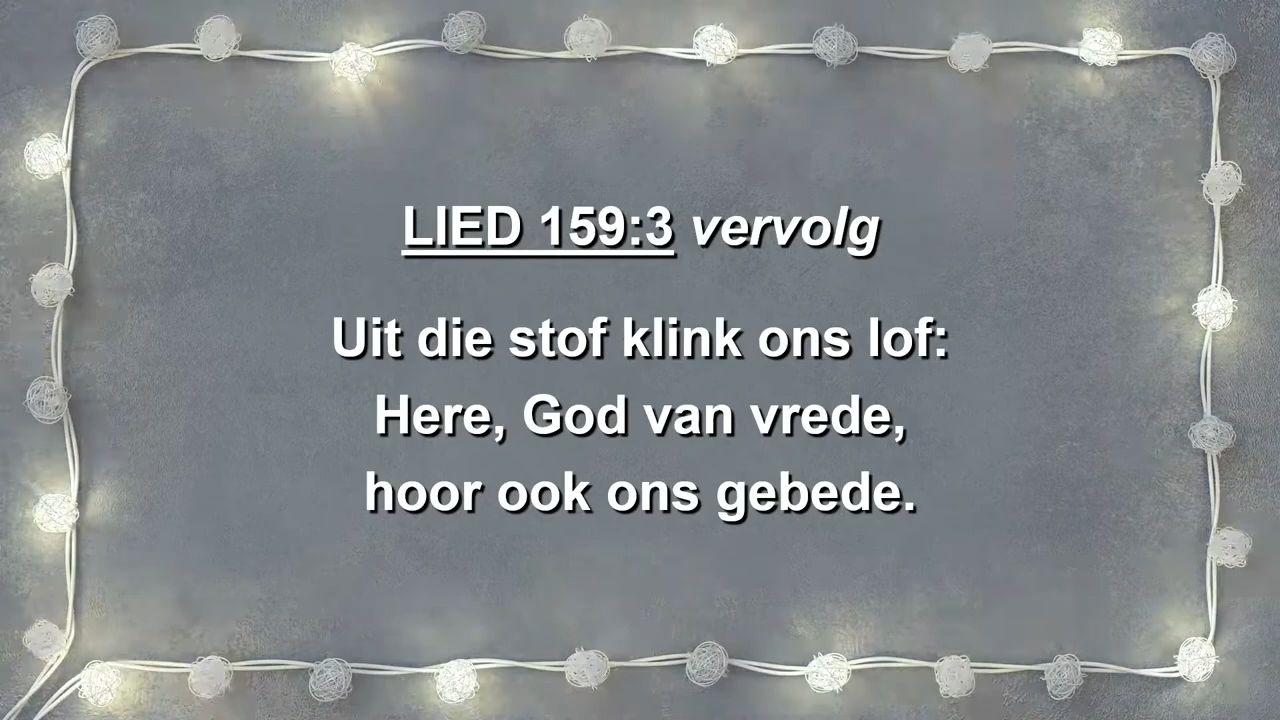 LIED 159:3 vervolg
Uit die stof klink ons lof:
Here, God van vrede,
hoor ook ons gebede.